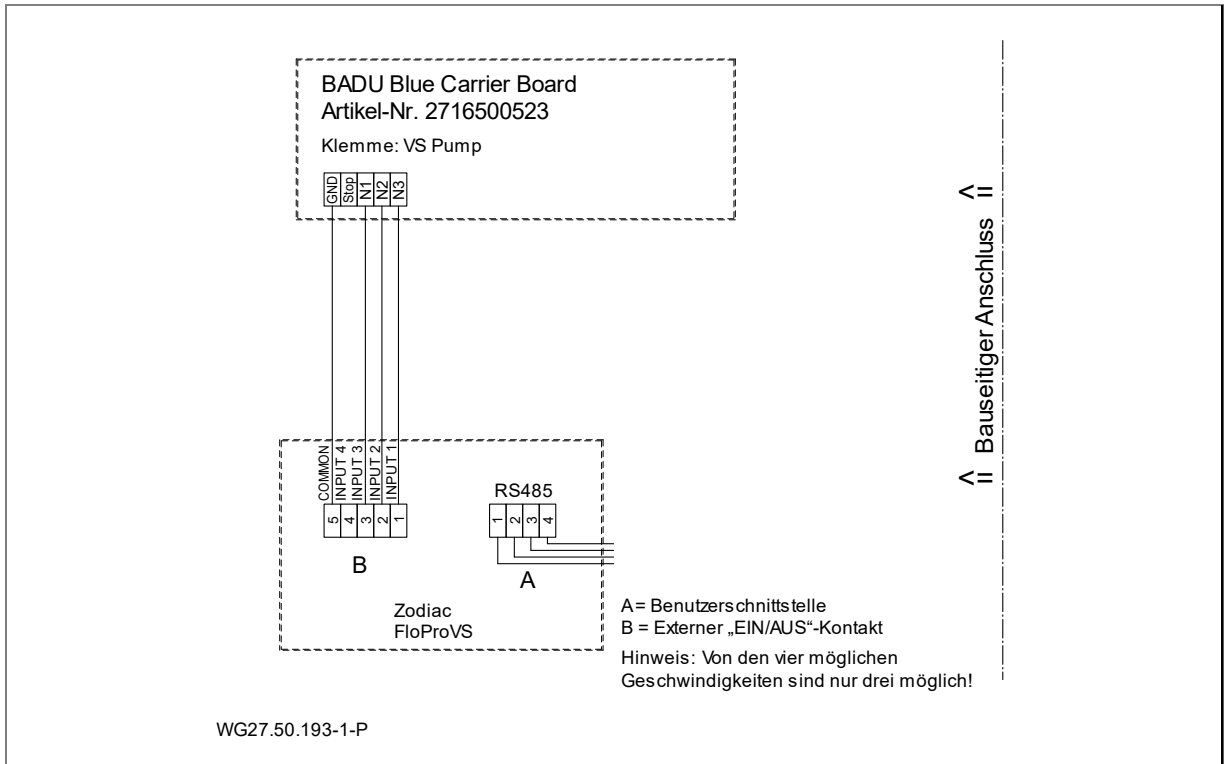 BADU Blue Carrier Board
Artikel-Nr. 2716500523
Klemme: VS Pump
GND
Stop
N1
N2
N3
<= Bauseitiger Anschluss <=
COMMON
INPUT 4
INPUT 3
INPUT 2
INPUT 1
5
4
3
2
1
B
RS485
1
2
3
4
A
Zodiac
FloProVS
A = Benutzerschnittstelle
B = Externer „EIN/AUS“-Kontakt
Hinweis: Von den vier möglichen
Geschwindigkeiten sind nur drei möglich!
WG27.50.193-1-P